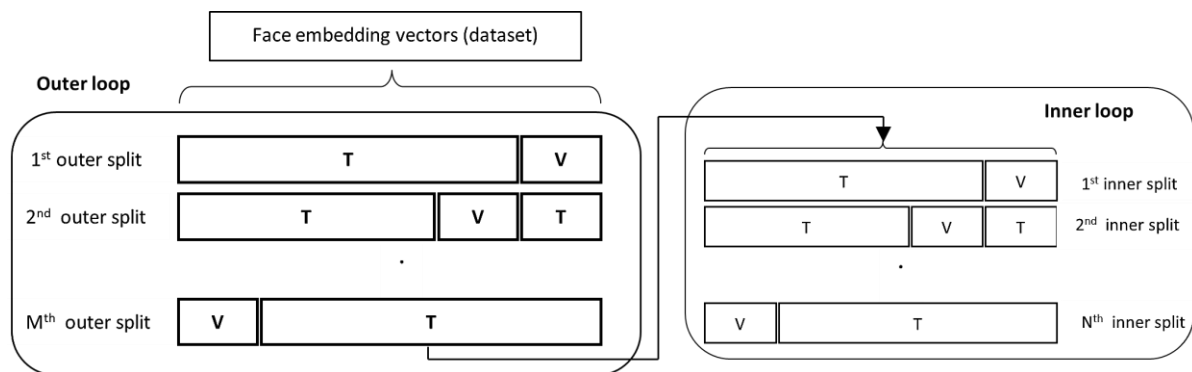 Face embedding vectors (dataset)
Outer loop
1st outer split
T
V
2nd outer split
T
V
T
.
Mth outer split
V
T
Inner loop
T
V
1st inner split
T
V
T
2nd inner split
.
V
T
Nth inner split